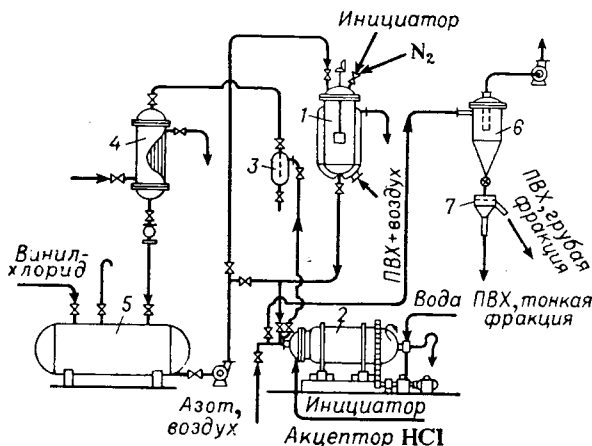 Инициатор
N₂
1
4
3
6
7
ПВХ+воздух
ПВХ, грубая
фракция
Винил-
хлорид
5
2
Вода
ПВХ, тонкая
фракция
Азот,
воздух
Инициатор
Акцептор HCl